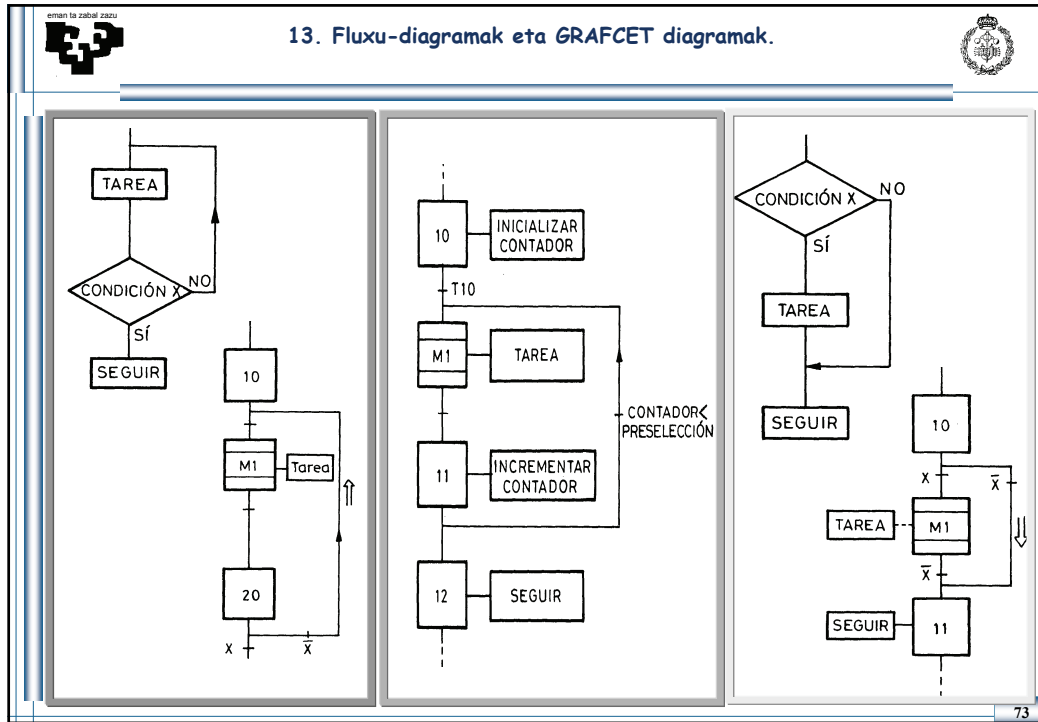 eman ta zabal zazu
13. Fluxu-diagramak eta GRAFCET diagramak.
TAREA
CONDICIÓN X
NO
SÍ
SEGUIR
10
M1
Tarea
⇑
20
X
X̅
10
INICIALIZAR
CONTADOR
T10
M1
TAREA
CONTADOR<
PRESELECCIÓN
11
INCREMENTAR
CONTADOR
12
SEGUIR
CONDICIÓN X
NO
SÍ
TAREA
SEGUIR
10
X
X̅
TAREA
M1
⇓
X̅
SEGUIR
11
73